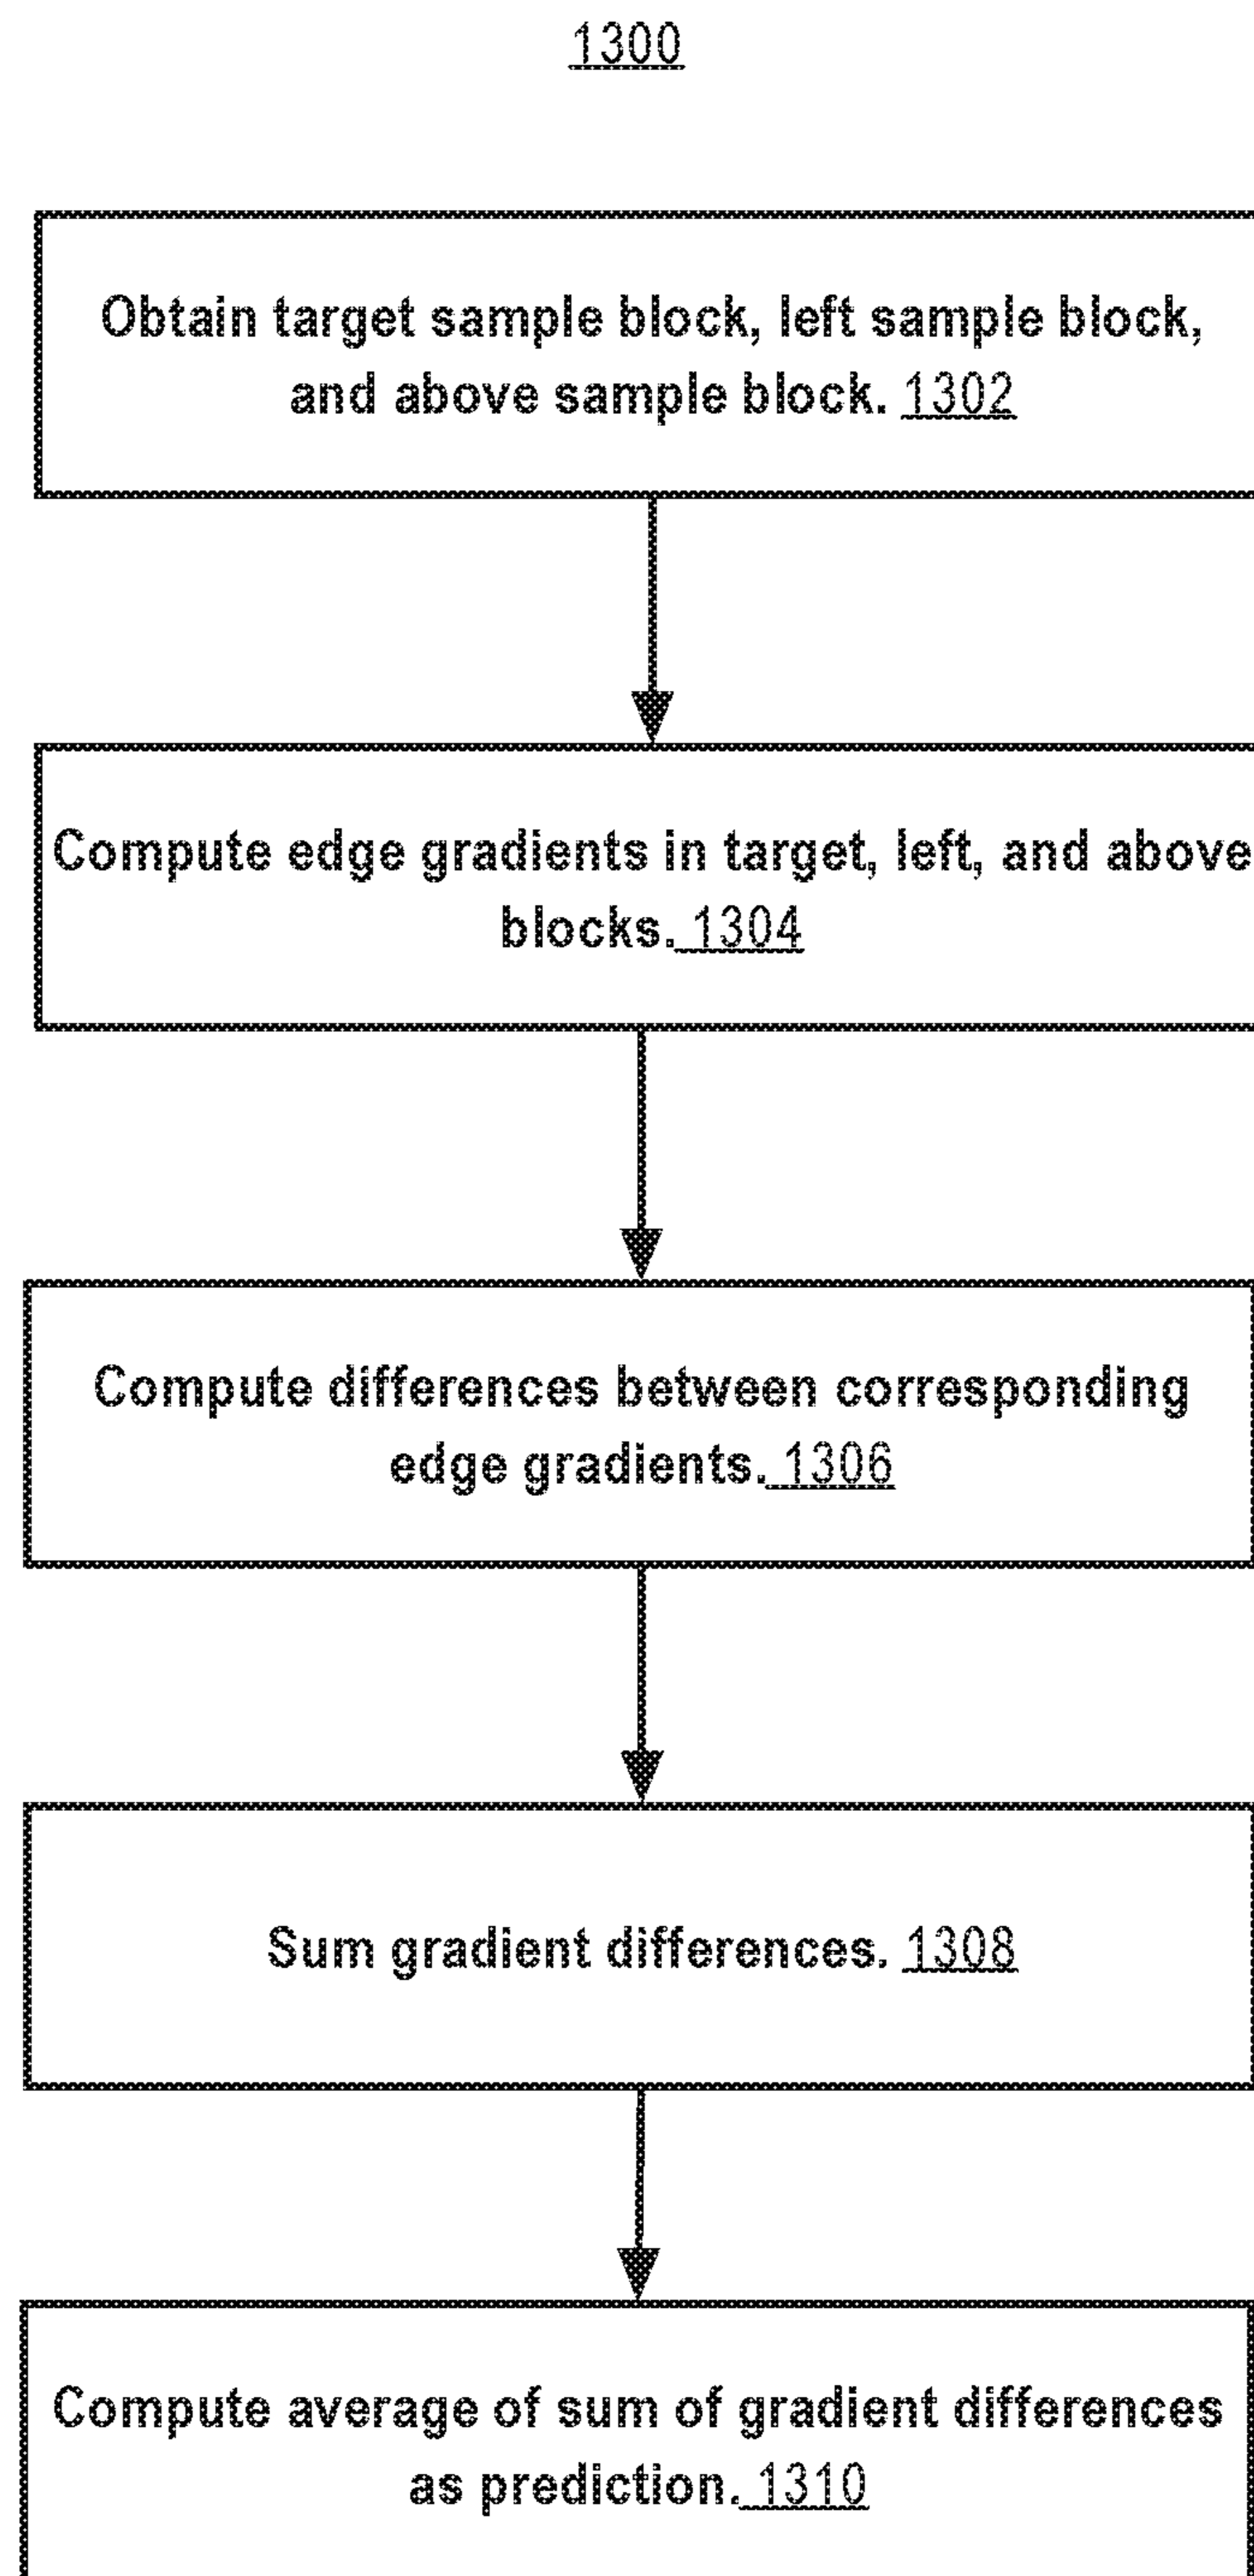 1300
Obtain target sample block, left sample block,
and above sample block. 1302
Compute edge gradients in target, left, and above
blocks. 1304
Compute differences between corresponding
edge gradients. 1306
Sum gradient differences. 1308
Compute average of sum of gradient differences
as prediction. 1310